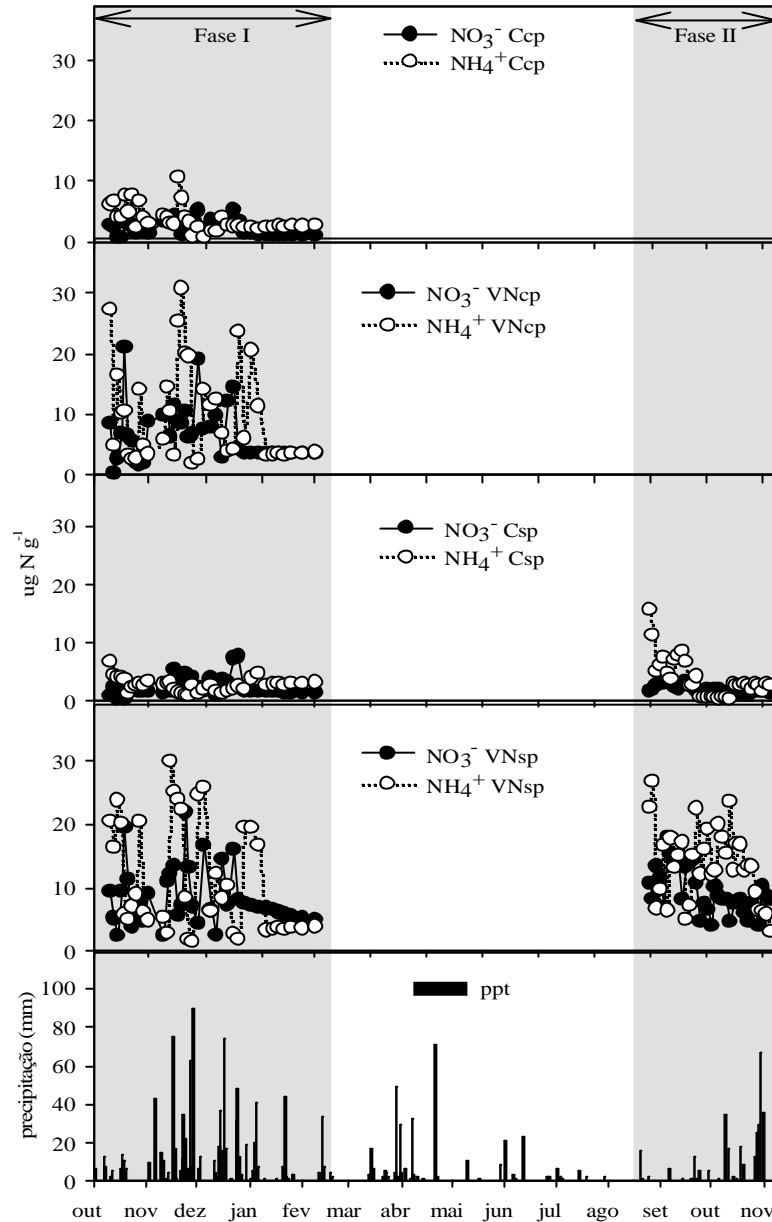 Fase I
Fase II
30
20
10
0
NO₃⁻ Ccp
NH₄⁺ Ccp
30
20
10
0
NO₃⁻ VNcp
NH₄⁺ VNcp
ug N g⁻¹
30
20
10
0
NO₃⁻ Csp
NH₄⁺ Csp
30
20
10
0
NO₃⁻ VNsp
NH₄⁺ VNsp
precipitação (mm)
100
80
60
40
20
0
ppt
out nov dez jan fev mar abr mai jun jul ago set out nov